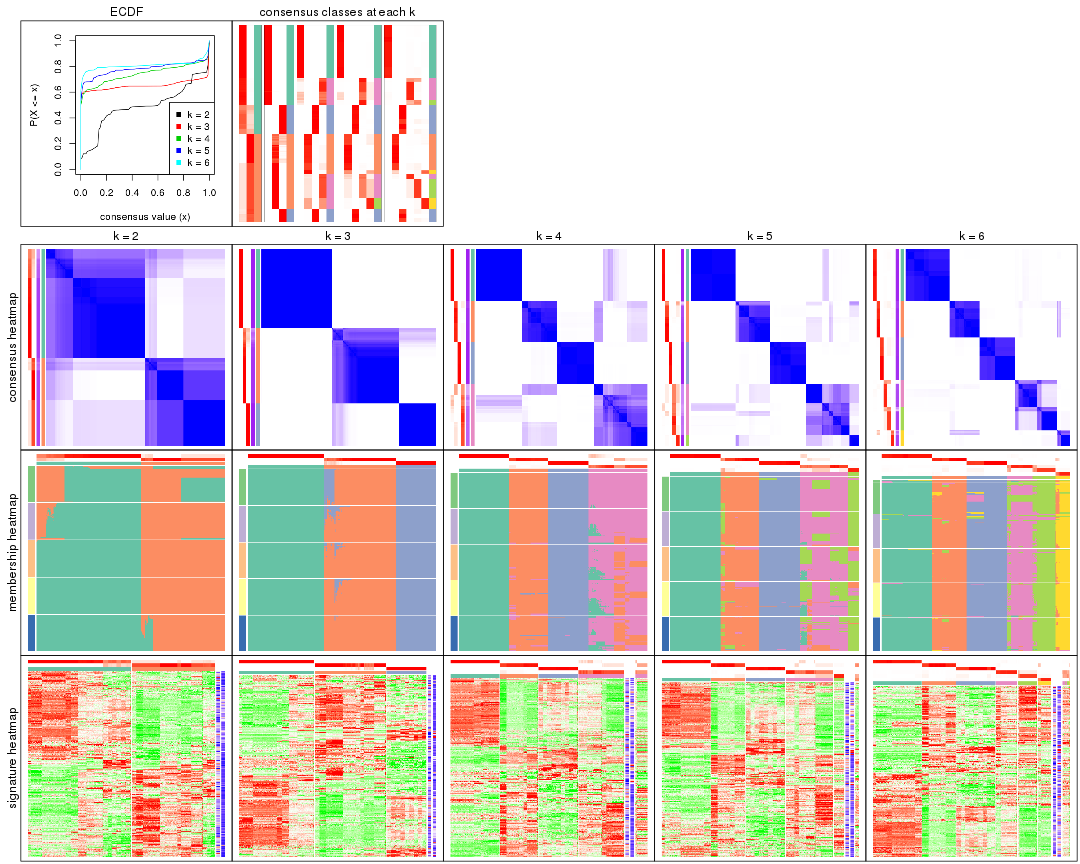 ECDF
consensus classes at each k
P(X <= x)
0.0 0.2 0.4 0.6 0.8 1.0
k = 2
k = 3
k = 4
k = 5
k = 6
0.0 0.2 0.4 0.6 0.8 1.0
consensus value (x)
k = 2
k = 3
k = 4
k = 5
k = 6
consensus heatmap
membership heatmap
signature heatmap